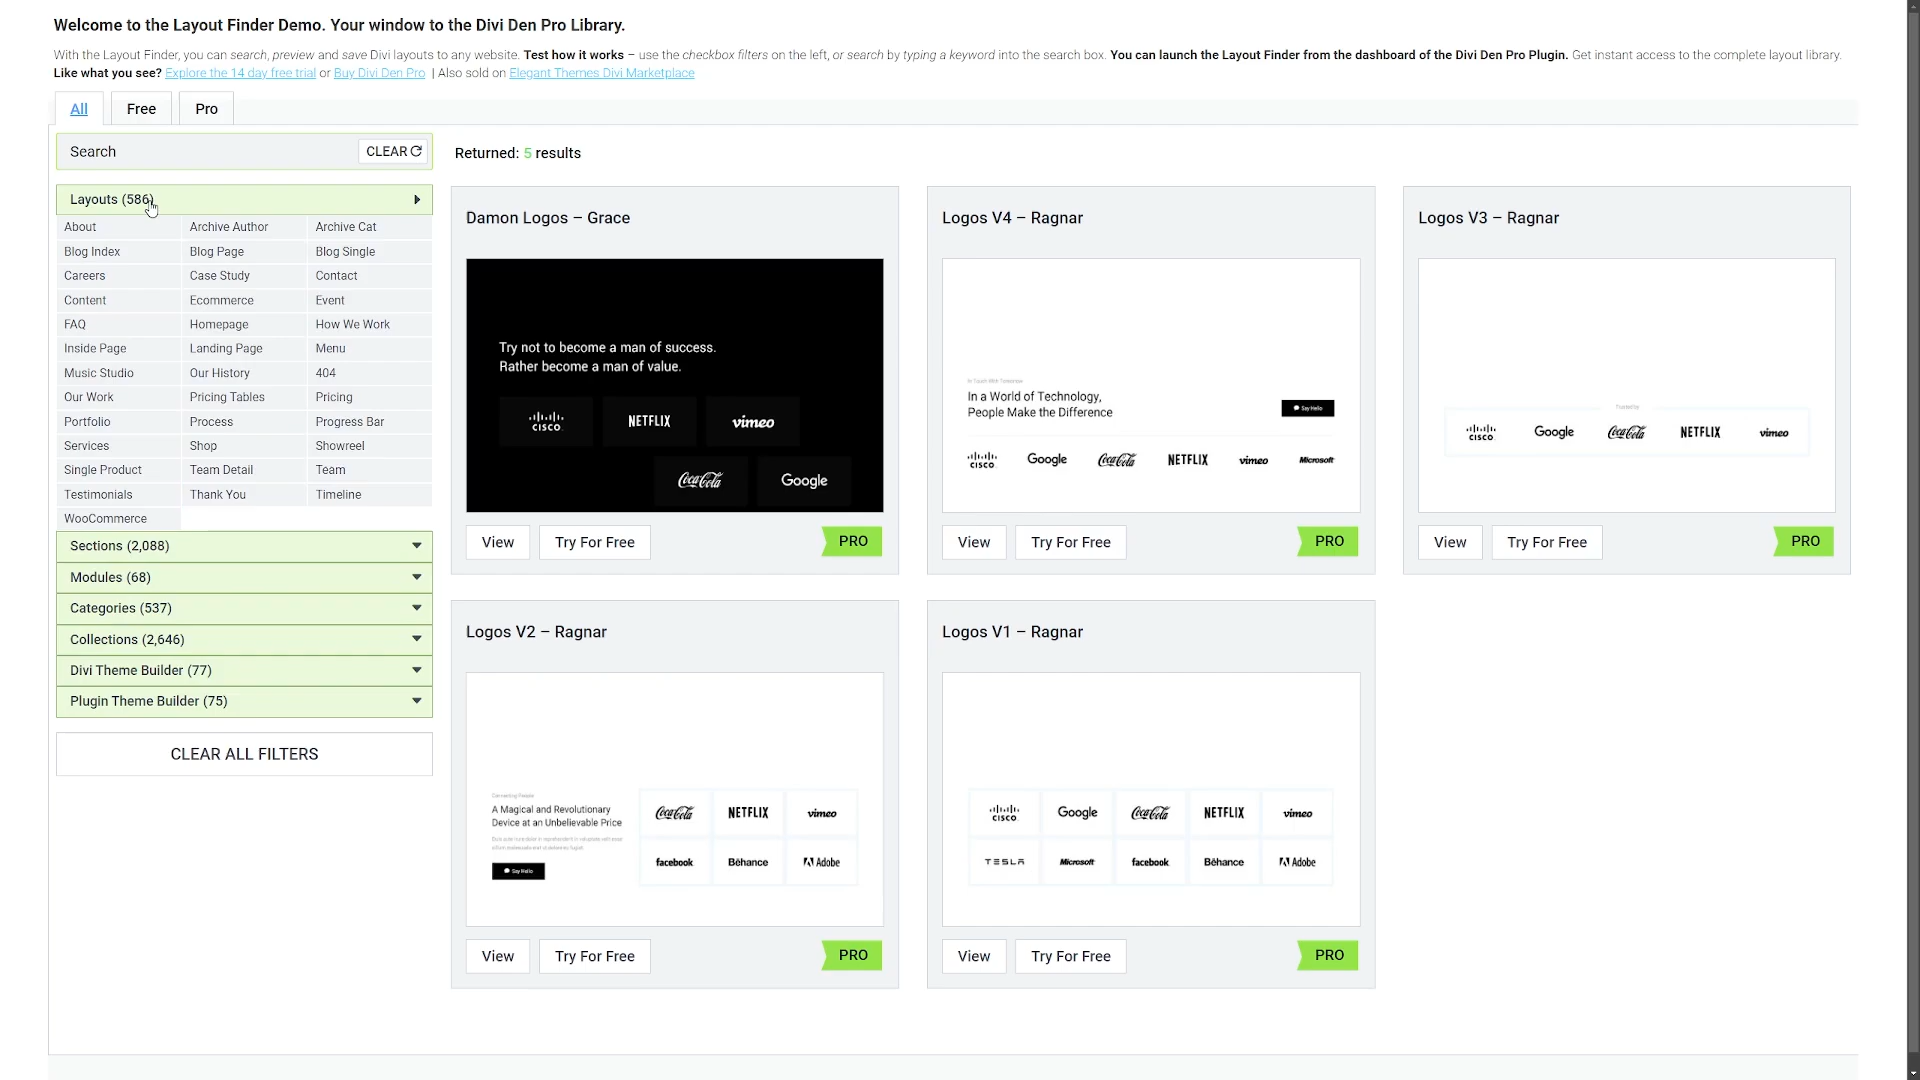 Welcome to the Layout Finder Demo. Your window to the Divi Den Pro Library.
With the Layout Finder, you can search, preview and save Divi layouts to any website. Test how it works – use the checkbox filters on the left, or search by typing a keyword into the search box. You can launch the Layout Finder from the dashboard of the Divi Den Pro Plugin. Get instant access to the complete layout library.
Like what you see? Explore the 14 day free trial or Buy Divi Den Pro | Also sold on Elegant Themes Divi Marketplace
All Free Pro
Search CLEAR
Returned: 5 results
Layouts (586)
About Archive Author Archive Cat
Blog Index Blog Page Blog Single
Careers Case Study Contact
Content Ecommerce Event
FAQ Homepage How We Work
Inside Page Landing Page Menu
Music Studio Our History 404
Our Work Pricing Tables Pricing
Portfolio Process Progress Bar
Services Shop Showreel
Single Product Team Detail Team
Testimonials Thank You Timeline
WooCommerce
Sections (2,088)
Modules (68)
Categories (537)
Collections (2,646)
Divi Theme Builder (77)
Plugin Theme Builder (75)
CLEAR ALL FILTERS
Damon Logos – Grace
Try not to become a man of success.
Rather become a man of value.
CISCO NETFLIX vimeo
Coca-Cola Google
View Try For Free PRO
Logos V4 – Ragnar
In Touch With Tomorrow
In a World of Technology,
People Make the Difference
Say Hello
CISCO Google Coca-Cola NETFLIX vimeo Microsoft
View Try For Free PRO
Logos V3 – Ragnar
Trusted by
CISCO Google Coca-Cola NETFLIX vimeo
View Try For Free PRO
Logos V2 – Ragnar
Connecting People
A Magical and Revolutionary
Device at an Unbelievable Price
Say Hello
Coca-Cola NETFLIX vimeo
facebook Bēhance Adobe
View Try For Free PRO
Logos V1 – Ragnar
CISCO Google Coca-Cola NETFLIX vimeo
TESLA Microsoft facebook Bēhance Adobe
View Try For Free PRO